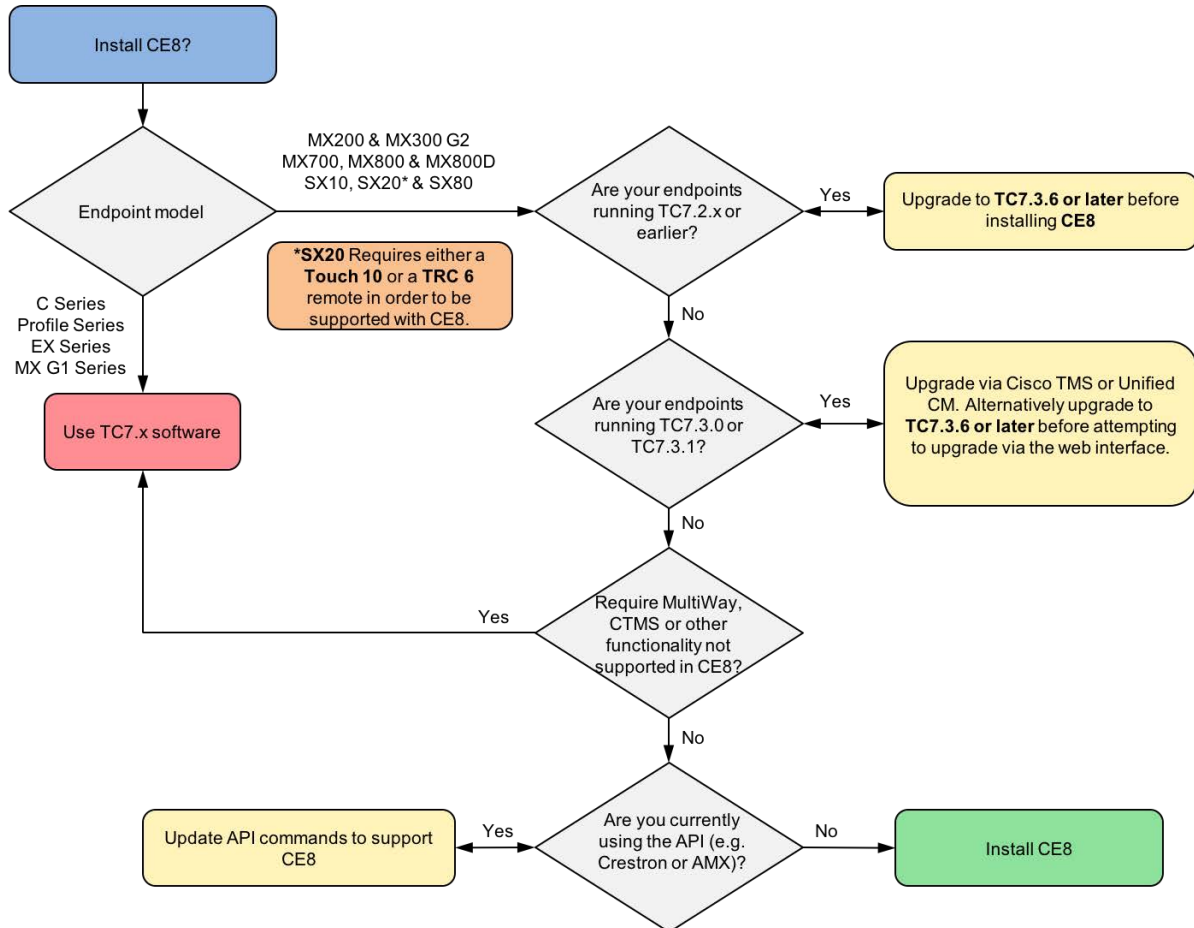 Install CE8?
Endpoint model
MX200 & MX300 G2
MX700, MX800 & MX800D
SX10, SX20* & SX80
*SX20 Requires either a
Touch 10 or a TRC 6
remote in order to be
supported with CE8.
C Series
Profile Series
EX Series
MX G1 Series
Use TC7.x software
Are your endpoints
running TC7.2.x or
earlier?
Yes
Upgrade to TC7.3.6 or later before
installing CE8
No
Are your endpoints
running TC7.3.0 or
TC7.3.1?
Yes
Upgrade via Cisco TMS or Unified
CM. Alternatively upgrade to
TC7.3.6 or later before attempting
to upgrade via the web interface.
No
Require MultiWay,
CTMS or other
functionality not
supported in CE8?
Yes
No
Are you currently
using the API (e.g.
Crestron or AMX)?
Yes
Update API commands to support
CE8
No
Install CE8